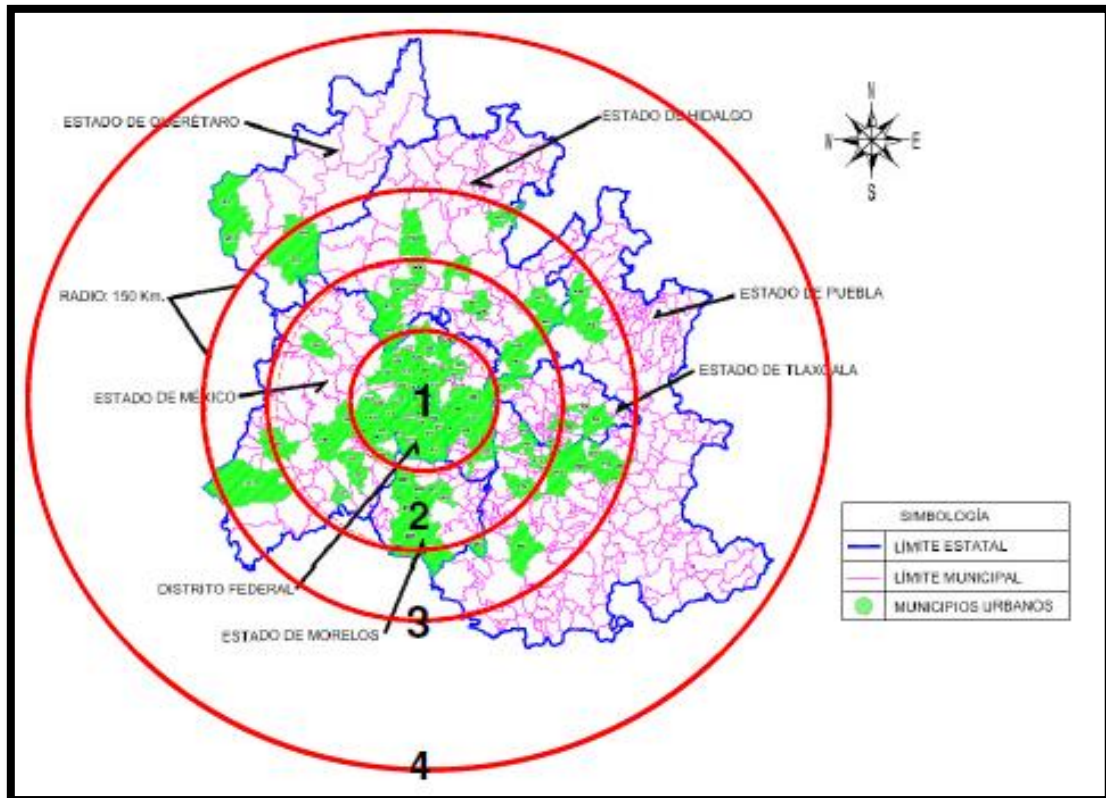 ESTADO DE QUERÉTARO
ESTADO DE HIDALGO
N
N
E
S
RADIO: 150 Km.
ESTADO DE PUEBLA
ESTADO DE TLAXCALA
ESTADO DE MÉXICO
1
2
3
4
DISTRITO FEDERAL
ESTADO DE MORELOS
SIMBOLOGÍA
LÍMITE ESTATAL
LÍMITE MUNICIPAL
MUNICIPIOS URBANOS